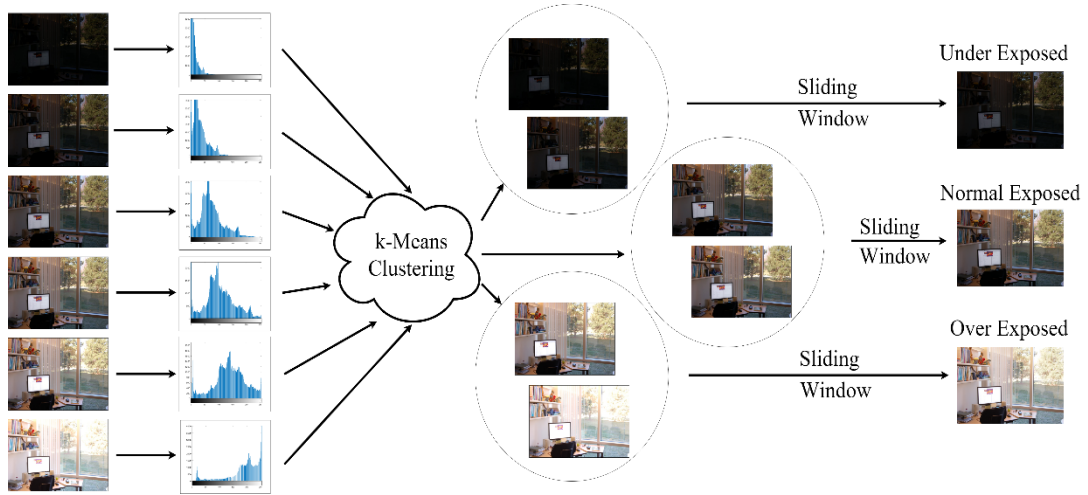 Under Exposed
Sliding
Window
k-Means
Clustering
Normal Exposed
Sliding
Window
Over Exposed
Sliding
Window